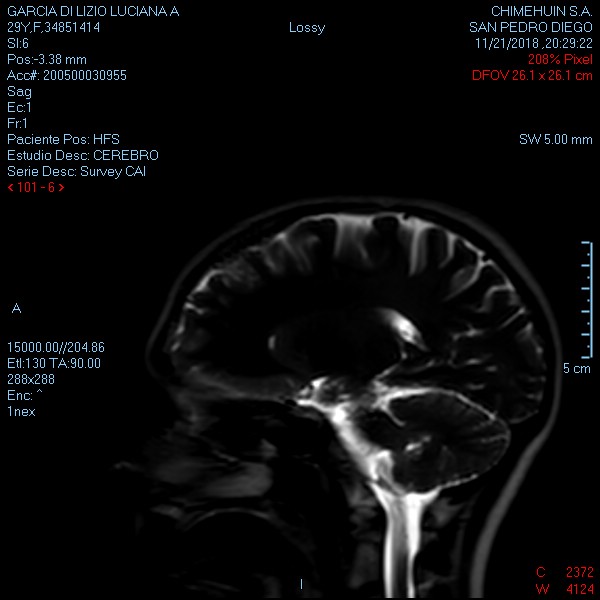 GARCIA DI LIZIO LUCIANA A
29Y,F,34851414
Sl:6
Pos:-3.38 mm
Acc#: 200500030955
Sag
Ec:1
Fr:1
Paciente Pos: HFS
Estudio Desc: CEREBRO
Serie Desc: Survey CAI
< 101 - 6 >
Lossy
CHIMEHUIN S.A.
SAN PEDRO DIEGO
11/21/2018 ,20:29:22
208% Pixel
DFOV 26.1 x 26.1 cm
SW 5.00 mm
A
15000.00//204.86
Etl:130 TA:90.00
288x288
Enc: ^
1nex
5 cm
I
C 2372
W 4124